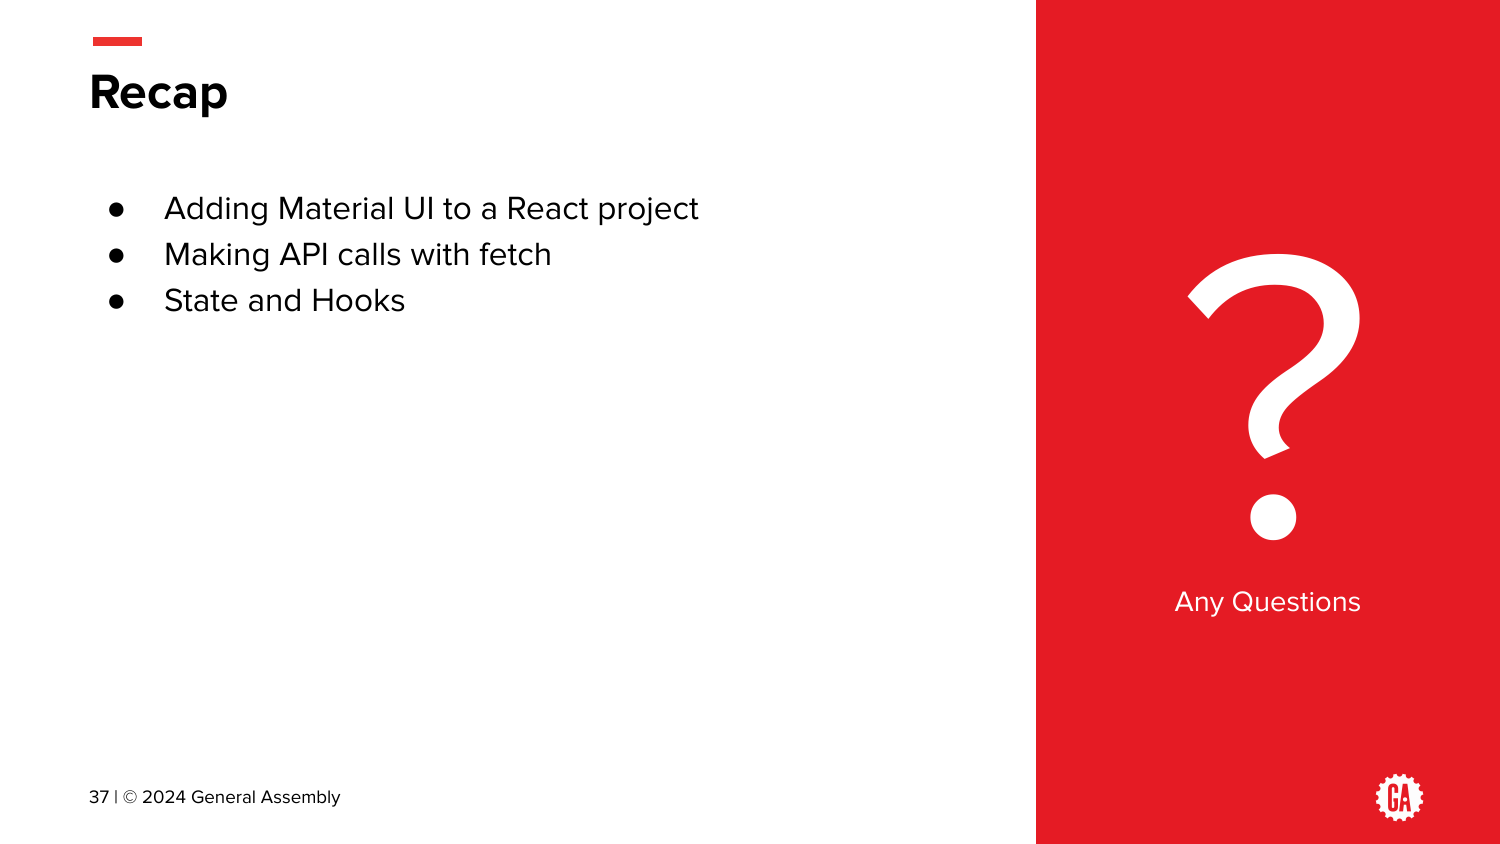 Recap
● Adding Material UI to a React project
● Making API calls with fetch
● State and Hooks
?
Any Questions
37 | © 2024 General Assembly
GA